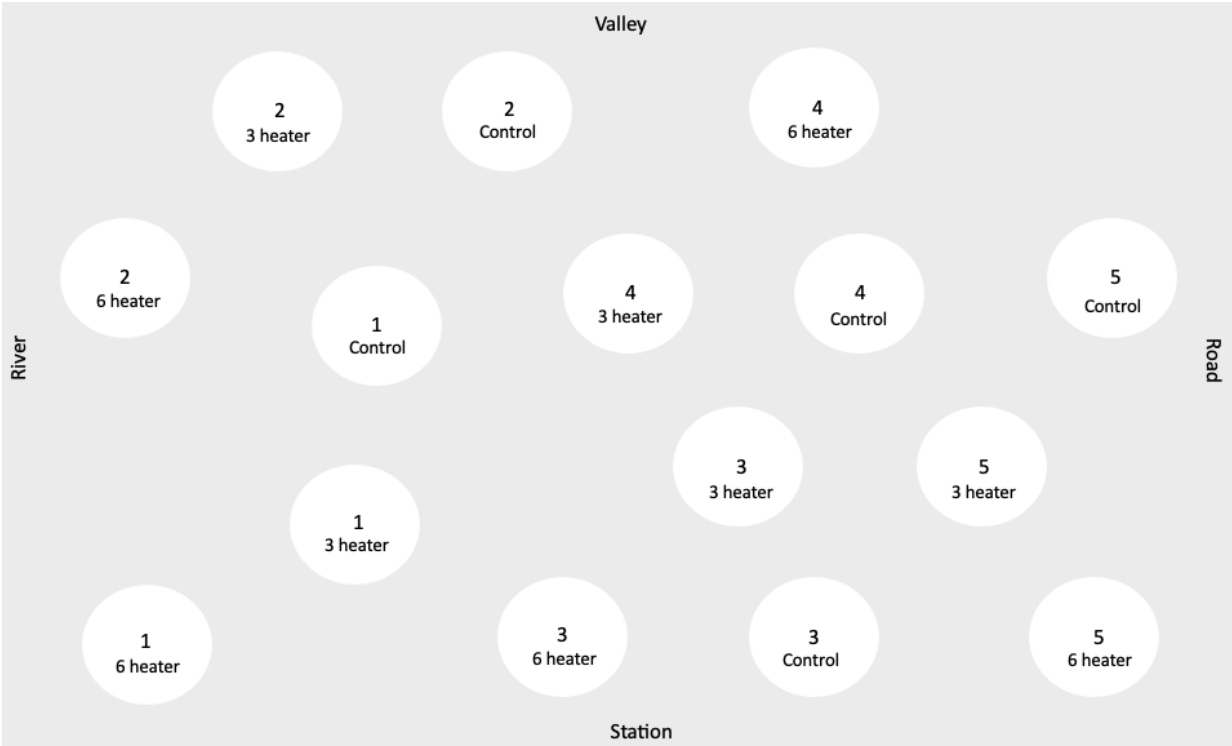 Valley
2
3 heater
2
Control
4
6 heater
2
6 heater
1
Control
4
3 heater
4
Control
5
Control
River
Road
3
3 heater
5
3 heater
1
3 heater
1
6 heater
3
6 heater
3
Control
5
6 heater
Station